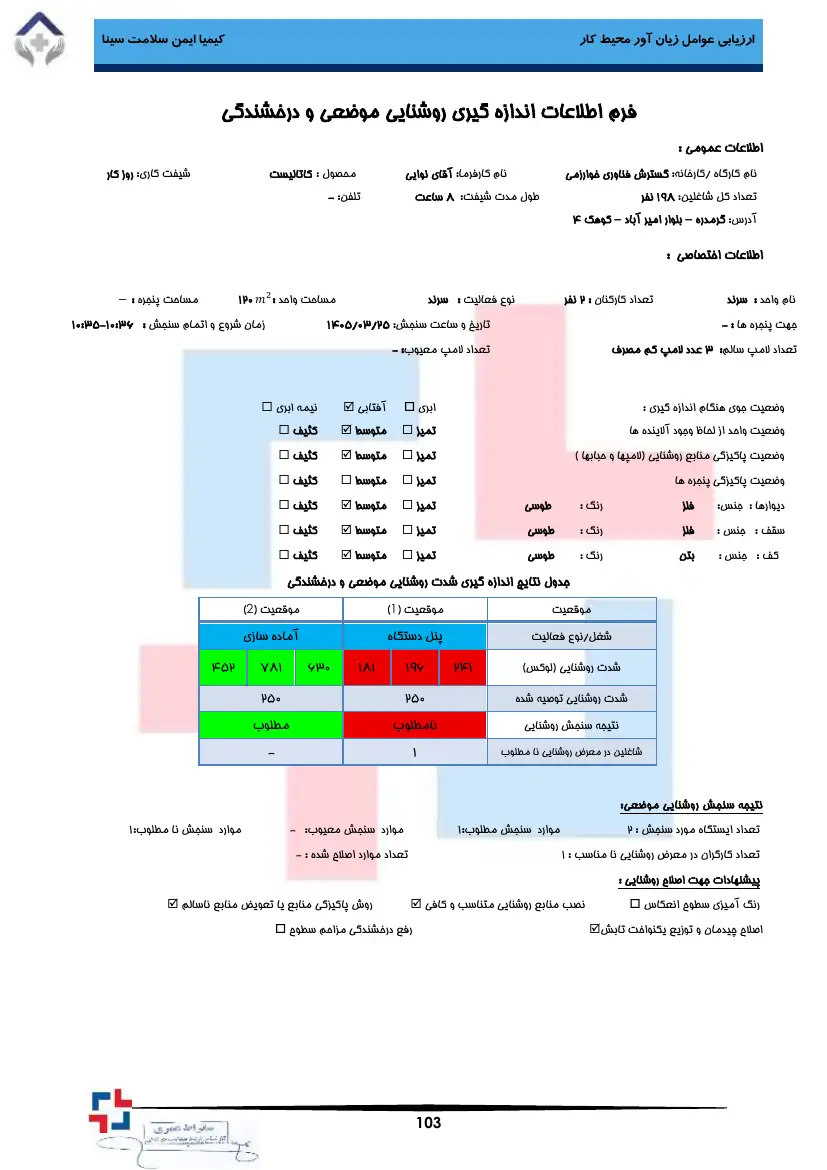 ارزیابی عوامل زیان آور محیط کار کیمیا ایمن سلامت سینا
فرم اطلاعات اندازه گیری روشنایی موضعی و درخشندگی
اطلاعات عمومی :
نام کارگاه /کارخانه: گسترش فناوری خوارزمی نام کارفرما: آقای نوایی محصول : کاتالیست شیفت کاری: روز کار
تعداد کل شاغلین: ۱۹۸ نفر طول مدت شیفت: ۸ ساعت تلفن: -
آدرس: گرمدره – بلوار امیر آباد – کوهک ۴
اطلاعات اختصاصی :
نام واحد : سرند تعداد کارکنان : ۲ نفر نوع فعالیت : سرند مساحت واحد : ۱۲۰ m² مساحت پنجره : –
جهت پنجره ها : - تاریخ و ساعت سنجش: ۱۴۰۵/۰۳/۲۵ زمان شروع و اتمام سنجش : ۱۰:۳۵-۱۰:۳۶
تعداد لامپ سالم: ۳ عدد لامپ کم مصرف تعداد لامپ معیوب: -
وضعیت جوی هنگام اندازه گیری : ابری ☐ آفتابی ☑ نیمه ابری ☐
وضعیت واحد از لحاظ وجود آلاینده ها تمیز ☐ متوسط ☑ کثیف ☐
وضعیت پاکیزگی منابع روشنایی (لامپها و حبابها ) تمیز ☐ متوسط ☑ کثیف ☐
وضعیت پاکیزگی پنجره ها تمیز ☐ متوسط ☐ کثیف ☐
دیوارها : جنس: فلز رنگ : طوسی تمیز ☐ متوسط ☑ کثیف ☐
سقف : جنس : فلز رنگ : طوسی تمیز ☐ متوسط ☑ کثیف ☐
کف : جنس : بتن رنگ : طوسی تمیز ☐ متوسط ☑ کثیف ☐
جدول نتایج اندازه گیری شدت روشنایی موضعی و درخشندگی
موقعیت موقعیت (1) موقعیت (2)
شغل/نوع فعالیت پنل دستگاه آماده سازی
شدت روشنایی (لوکس) ۲۴۱ ۱۹۶ ۱۸۱ ۶۳۰ ۷۸۱ ۴۵۲
شدت روشنایی توصیه شده ۲۵۰ ۲۵۰
نتیجه سنجش روشنایی نامطلوب مطلوب
شاغلین در معرض روشنایی نا مطلوب ۱ -
نتیجه سنجش روشنایی موضعی:
تعداد ایستگاه مورد سنجش : ۲ موارد سنجش مطلوب:۱ موارد سنجش معیوب: - موارد سنجش نا مطلوب:۱
تعداد کارگران در معرض روشنایی نا مناسب : ۱ تعداد موارد اصلاح شده : -
پیشنهادات جهت اصلاح روشنایی :
رنگ آمیزی سطوح انعکاس ☐ نصب منابع روشنایی متناسب و کافی ☑ روش پاکیزگی منابع یا تعویض منابع ناسالم ☑
اصلاح چیدمان و توزیع یکنواخت تابش☑ رفع درخشندگی مزاحم سطوح ☐
103